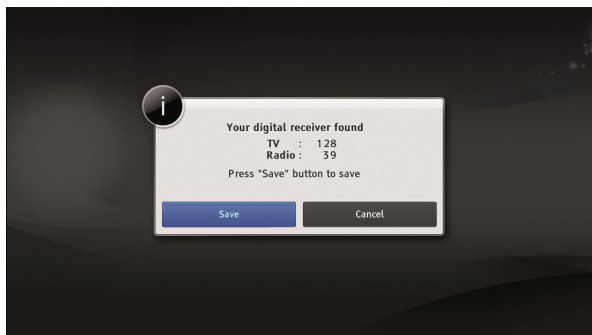 i
Your digital receiver found
TV : 128
Radio : 39
Press "Save" button to save
Save Cancel